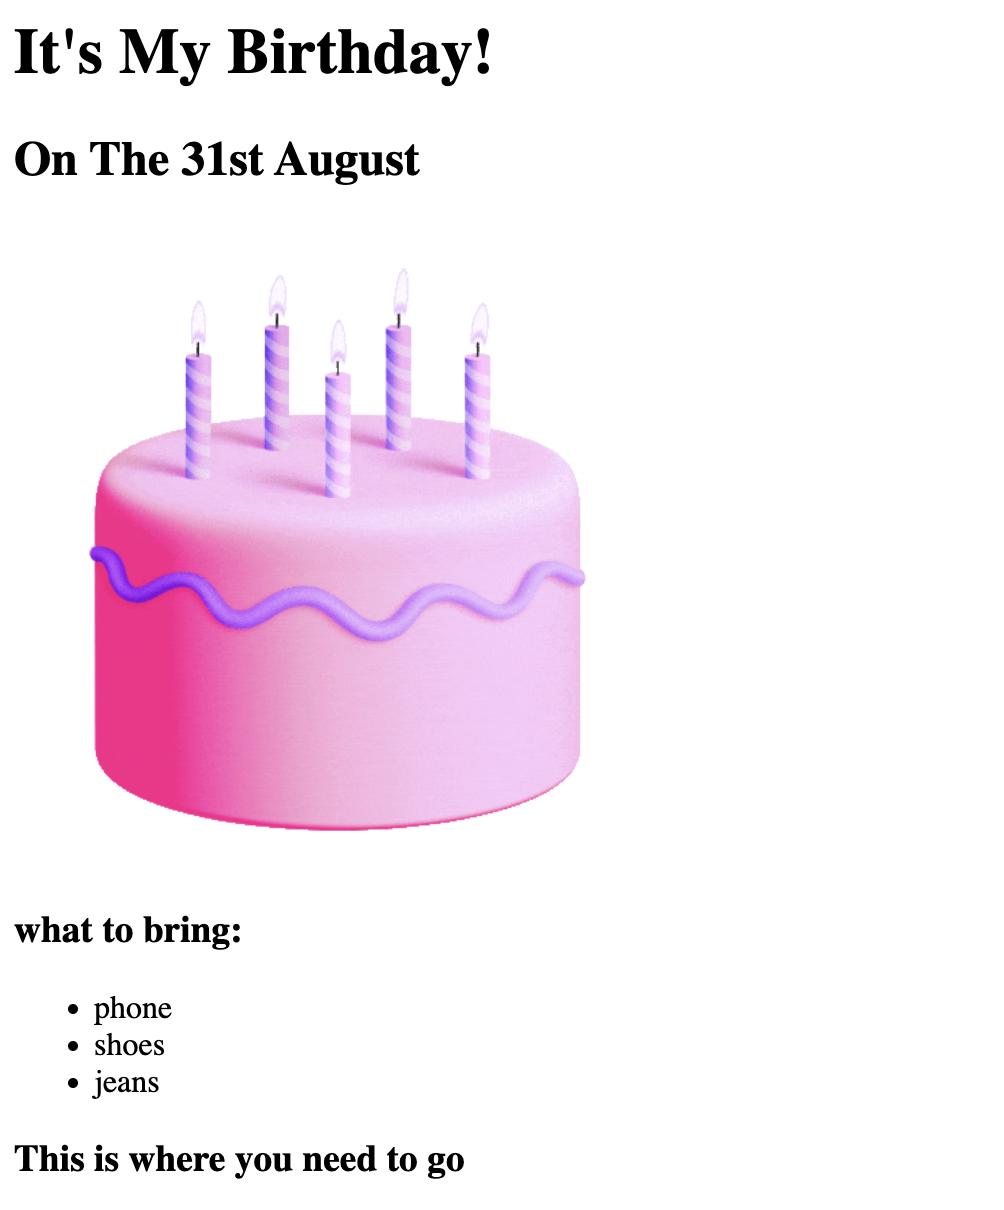 It's My Birthday!
On The 31st August
what to bring:
phone
shoes
jeans
This is where you need to go